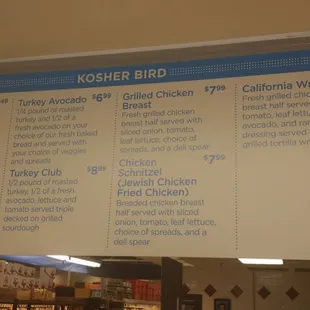 KOSHER BIRD
Turkey Avocado $6.99
1/4 pound of roasted
turkey and 1/2 of a
fresh avocado on your
choice of our fresh baked
bread and served with
your choice of veggies
and spreads
Turkey Club $8.99
1/2 pound of roasted
turkey, 1/2 of a fresh
avocado, lettuce and
tomato served triple
decked on grilled
sourdough
Grilled Chicken $7.99
Breast
Fresh grilled chicken
breast half served with
sliced onion, tomato,
leaf lettuce, choice of
spreads, and a deli spear
Chicken $7.99
Schnitzel
(Jewish Chicken
Fried Chicken)
Breaded chicken breast
half served with sliced
onion, tomato, leaf lettuce,
choice of spreads, and a
deli spear
California
Fresh grilled
breast half served
tomato, leaf
avocado, and
dressing served
grilled tortilla